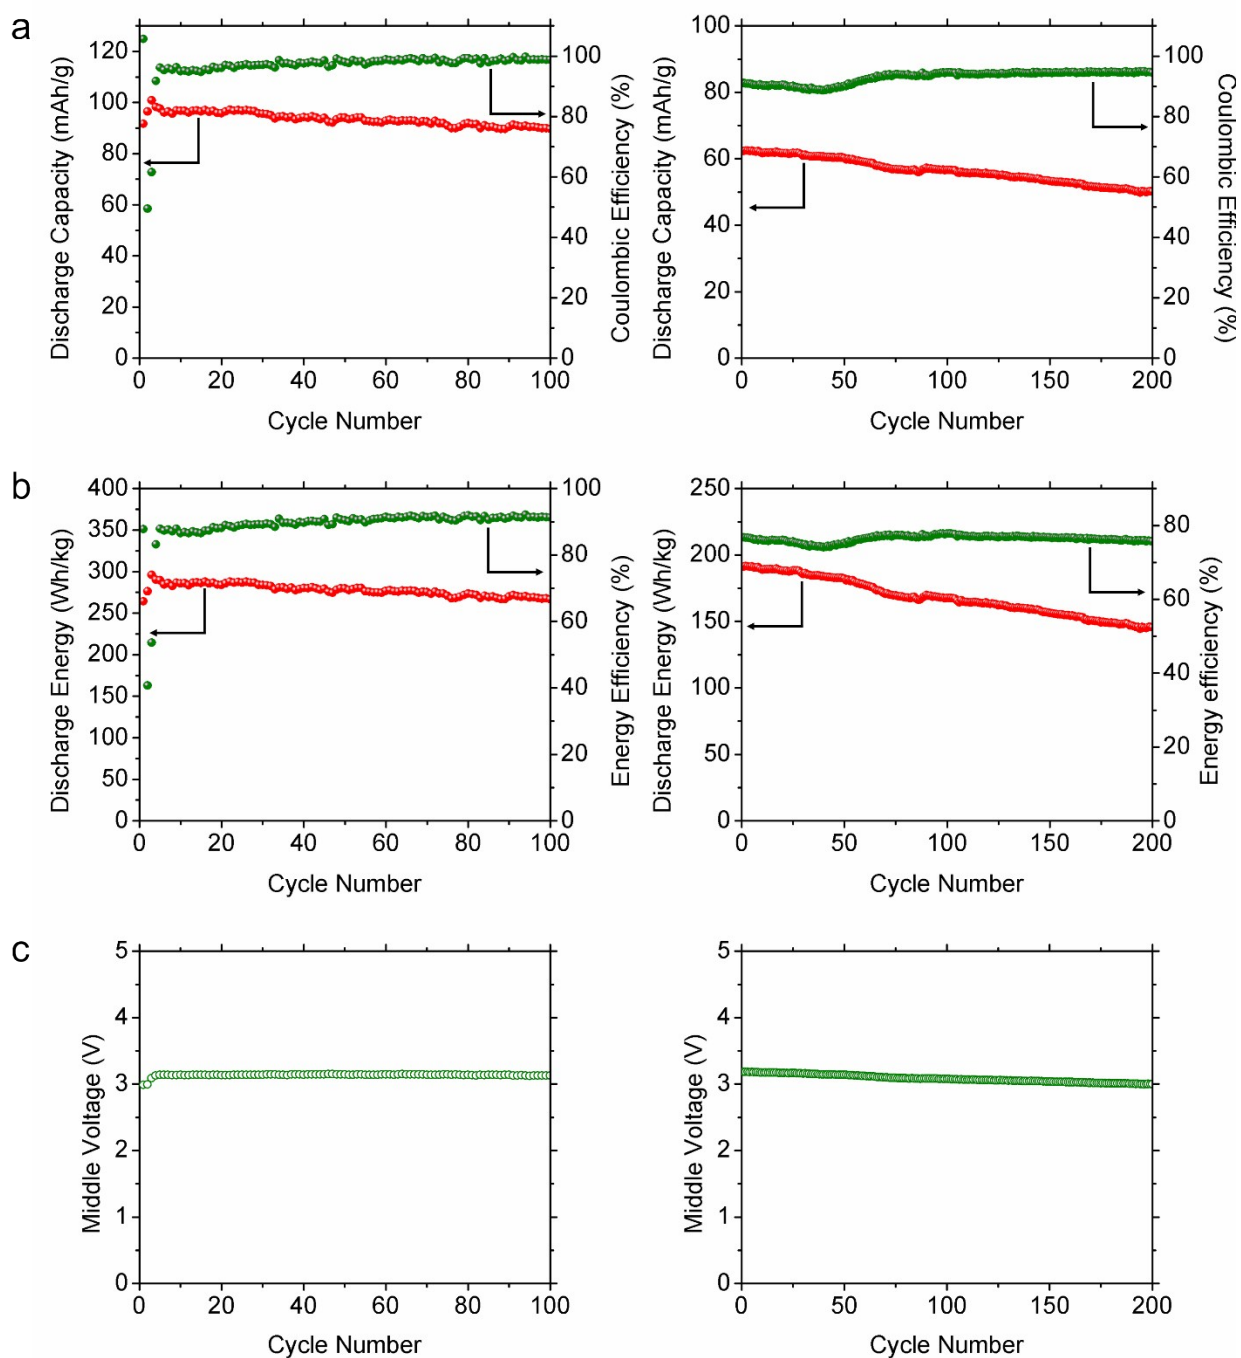 a
Discharge Capacity (mAh/g)
120
100
80
60
40
20
0
0 20 40 60 80 100
Cycle Number
100
80
60
40
20
0
Coulombic Efficiency (%)
Discharge Capacity (mAh/g)
100
80
60
40
20
0
0 50 100 150 200
Cycle Number
100
80
60
40
20
0
Coulombic Efficiency (%)
b
Discharge Energy (Wh/kg)
400
350
300
250
200
150
100
50
0
0 20 40 60 80 100
Cycle Number
100
80
60
40
20
0
Energy Efficiency (%)
Discharge Energy (Wh/kg)
250
200
150
100
50
0
0 50 100 150 200
Cycle Number
80
60
40
20
0
Energy efficiency (%)
c
Middle Voltage (V)
5
4
3
2
1
0
0 20 40 60 80 100
Cycle Number
Middle Voltage (V)
5
4
3
2
1
0
0 50 100 150 200
Cycle Number